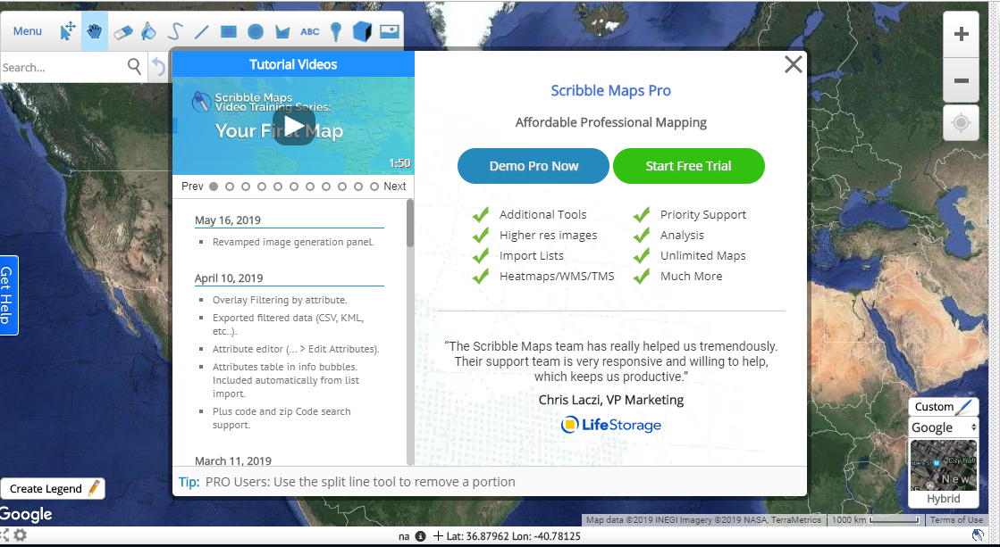 Menu
ABC
Search...
Tutorial Videos
Scribble Maps
Video Training Series:
Your First Map
1:50
Prev
Next
May 16, 2019
Revamped image generation panel.
April 10, 2019
Overlay Filtering by attribute.
Exported filtered data (CSV, KML,
etc..).
Attribute editor (... > Edit Attributes).
Attributes table in info bubbles.
Included automatically from list
import.
Plus code and zip Code search
support.
March 11, 2019
Scribble Maps Pro
Affordable Professional Mapping
Demo Pro Now
Start Free Trial
Additional Tools
Priority Support
Higher res images
Analysis
Import Lists
Unlimited Maps
Heatmaps/WMS/TMS
Much More
“The Scribble Maps team has really helped us tremendously.
Their support team is very responsive and willing to help,
which keeps us productive.”
Chris Laczi, VP Marketing
LifeStorage
Tip: PRO Users: Use the split line tool to remove a portion
Get Help
Create Legend
Google
Custom
Google
City Hall
New
Hybrid
Map data ©2019 INEGI Imagery ©2019 NASA, TerraMetrics
1000 km
Terms of Use
na
Lat: 36.87962 Lon: -40.78125